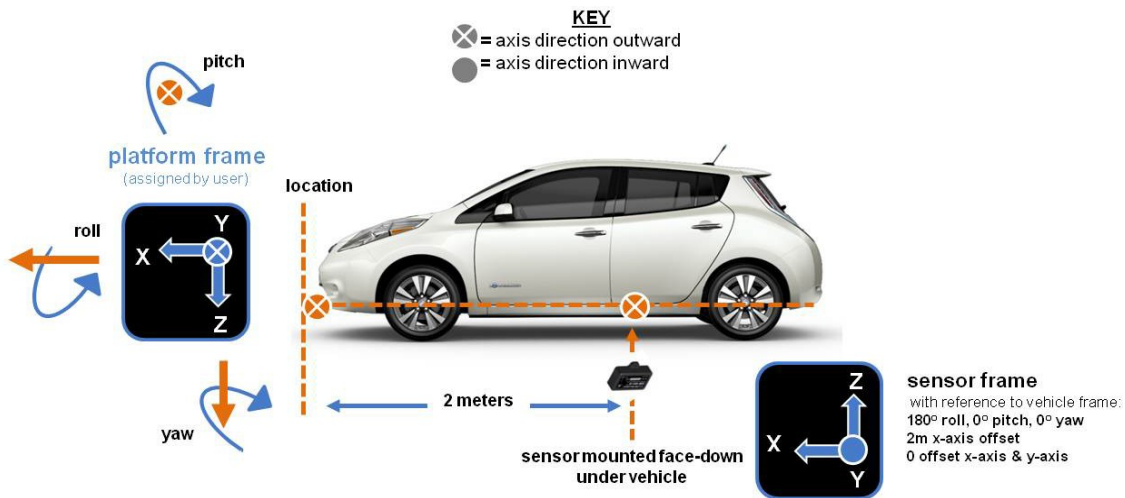 KEY
= axis direction outward
= axis direction inward
pitch
platform frame
(assigned by user)
location
roll
Y
X
Z
yaw
2 meters
sensor mounted face-down
under vehicle
Z
X
Y
sensor frame
with reference to vehicle frame:
180º roll, 0º pitch, 0º yaw
2m x-axis offset
0 offset x-axis & y-axis